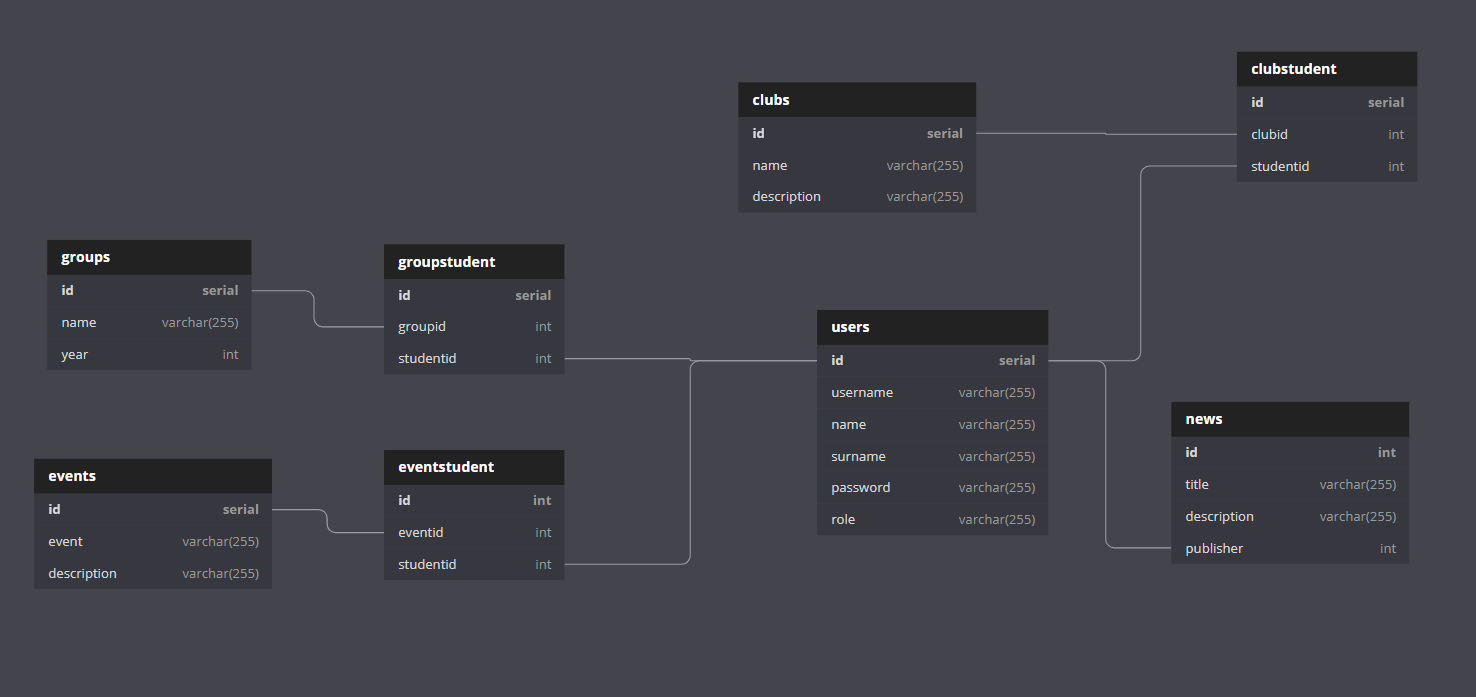 clubs
id serial
name varchar(255)
description varchar(255)
clubstudent
id serial
clubid int
studentid int
groups
id serial
name varchar(255)
year int
groupstudent
id serial
groupid int
studentid int
users
id serial
username varchar(255)
name varchar(255)
surname varchar(255)
password varchar(255)
role varchar(255)
news
id int
title varchar(255)
description varchar(255)
publisher int
events
id serial
event varchar(255)
description varchar(255)
eventstudent
id int
eventid int
studentid int